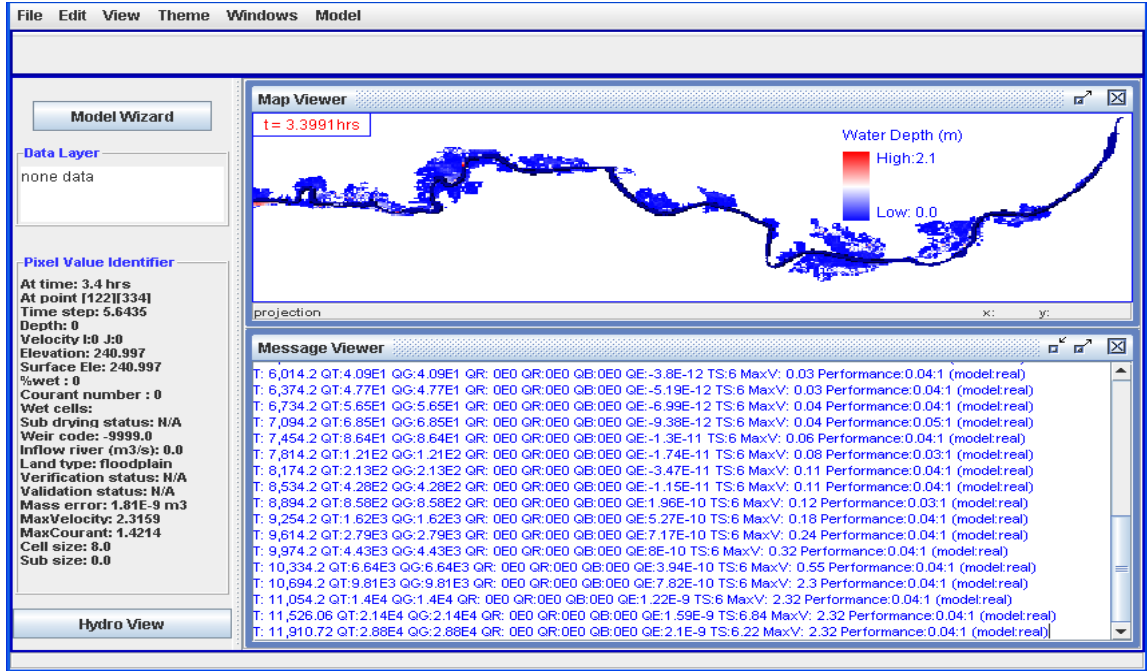 File Edit View Theme Windows Model
Model Wizard
Data Layer
none data
Pixel Value Identifier
At time: 3.4 hrs
At point [122][334]
Time step: 5.6435
Depth: 0
Velocity I:0 J:0
Elevation: 240.997
Surface Ele: 240.997
%wet : 0
Courant number : 0
Wet cells:
Sub drying status: N/A
Weir code: -9999.0
Inflow river (m3/s): 0.0
Land type: floodplain
Verification status: N/A
Validation status: N/A
Mass error: 1.81E-9 m3
MaxVelocity: 2.3159
MaxCourant: 1.4214
Cell size: 8.0
Sub size: 0.0
Hydro View
Map Viewer
t = 3.3991hrs
Water Depth (m)
High:2.1
Low: 0.0
projection x: y:
Message Viewer
T: 6,014.2 QT:4.09E1 QG:4.09E1 QR: 0E0 QR:0E0 QB:0E0 QE:-3.8E-12 TS:6 MaxV: 0.03 Performance:0.04:1 (model:real)
T: 6,374.2 QT:4.77E1 QG:4.77E1 QR: 0E0 QR:0E0 QB:0E0 QE:-5.19E-12 TS:6 MaxV: 0.03 Performance:0.04:1 (model:real)
T: 6,734.2 QT:5.65E1 QG:5.65E1 QR: 0E0 QR:0E0 QB:0E0 QE:-6.99E-12 TS:6 MaxV: 0.04 Performance:0.04:1 (model:real)
T: 7,094.2 QT:6.85E1 QG:6.85E1 QR: 0E0 QR:0E0 QB:0E0 QE:-9.38E-12 TS:6 MaxV: 0.04 Performance:0.05:1 (model:real)
T: 7,454.2 QT:8.64E1 QG:8.64E1 QR: 0E0 QR:0E0 QB:0E0 QE:-1.3E-11 TS:6 MaxV: 0.06 Performance:0.04:1 (model:real)
T: 7,814.2 QT:1.21E2 QG:1.21E2 QR: 0E0 QR:0E0 QB:0E0 QE:-1.74E-11 TS:6 MaxV: 0.08 Performance:0.03:1 (model:real)
T: 8,174.2 QT:2.13E2 QG:2.13E2 QR: 0E0 QR:0E0 QB:0E0 QE:-3.47E-11 TS:6 MaxV: 0.11 Performance:0.04:1 (model:real)
T: 8,534.2 QT:4.28E2 QG:4.28E2 QR: 0E0 QR:0E0 QB:0E0 QE:-1.15E-11 TS:6 MaxV: 0.11 Performance:0.04:1 (model:real)
T: 8,894.2 QT:8.58E2 QG:8.58E2 QR: 0E0 QR:0E0 QB:0E0 QE:1.96E-10 TS:6 MaxV: 0.12 Performance:0.03:1 (model:real)
T: 9,254.2 QT:1.62E3 QG:1.62E3 QR: 0E0 QR:0E0 QB:0E0 QE:5.27E-10 TS:6 MaxV: 0.18 Performance:0.04:1 (model:real)
T: 9,614.2 QT:2.79E3 QG:2.79E3 QR: 0E0 QR:0E0 QB:0E0 QE:7.17E-10 TS:6 MaxV: 0.24 Performance:0.04:1 (model:real)
T: 9,974.2 QT:4.43E3 QG:4.43E3 QR: 0E0 QR:0E0 QB:0E0 QE:8E-10 TS:6 MaxV: 0.32 Performance:0.04:1 (model:real)
T: 10,334.2 QT:6.64E3 QG:6.64E3 QR: 0E0 QR:0E0 QB:0E0 QE:3.94E-10 TS:6 MaxV: 0.55 Performance:0.04:1 (model:real)
T: 10,694.2 QT:9.81E3 QG:9.81E3 QR: 0E0 QR:0E0 QB:0E0 QE:7.82E-10 TS:6 MaxV: 2.3 Performance:0.04:1 (model:real)
T: 11,054.2 QT:1.4E4 QG:1.4E4 QR: 0E0 QR:0E0 QB:0E0 QE:1.22E-9 TS:6 MaxV: 2.32 Performance:0.04:1 (model:real)
T: 11,526.06 QT:2.14E4 QG:2.14E4 QR: 0E0 QR:0E0 QB:0E0 QE:1.59E-9 TS:6.84 MaxV: 2.32 Performance:0.04:1 (model:real)
T: 11,910.72 QT:2.88E4 QG:2.88E4 QR: 0E0 QR:0E0 QB:0E0 QE:2.1E-9 TS:6.22 MaxV: 2.32 Performance:0.04:1 (model:real)